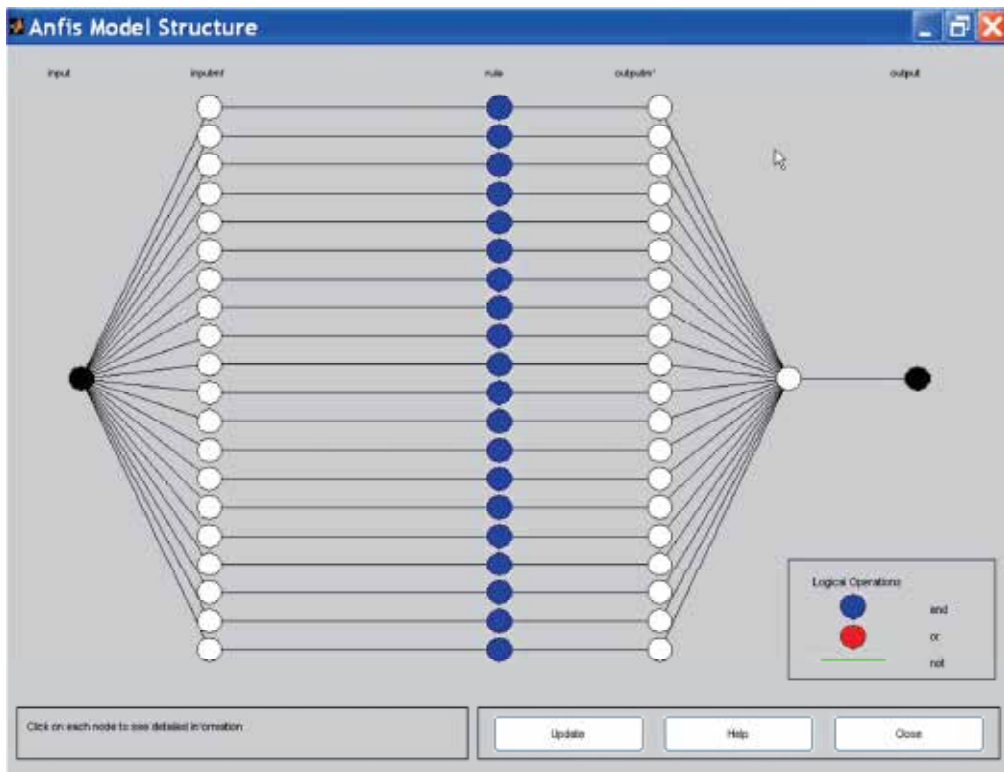 Anfis Model Structure
input inputmf rule outputmf output
Logical Operations
and
or
not
Click on each node to see detailed information
Update Help Close